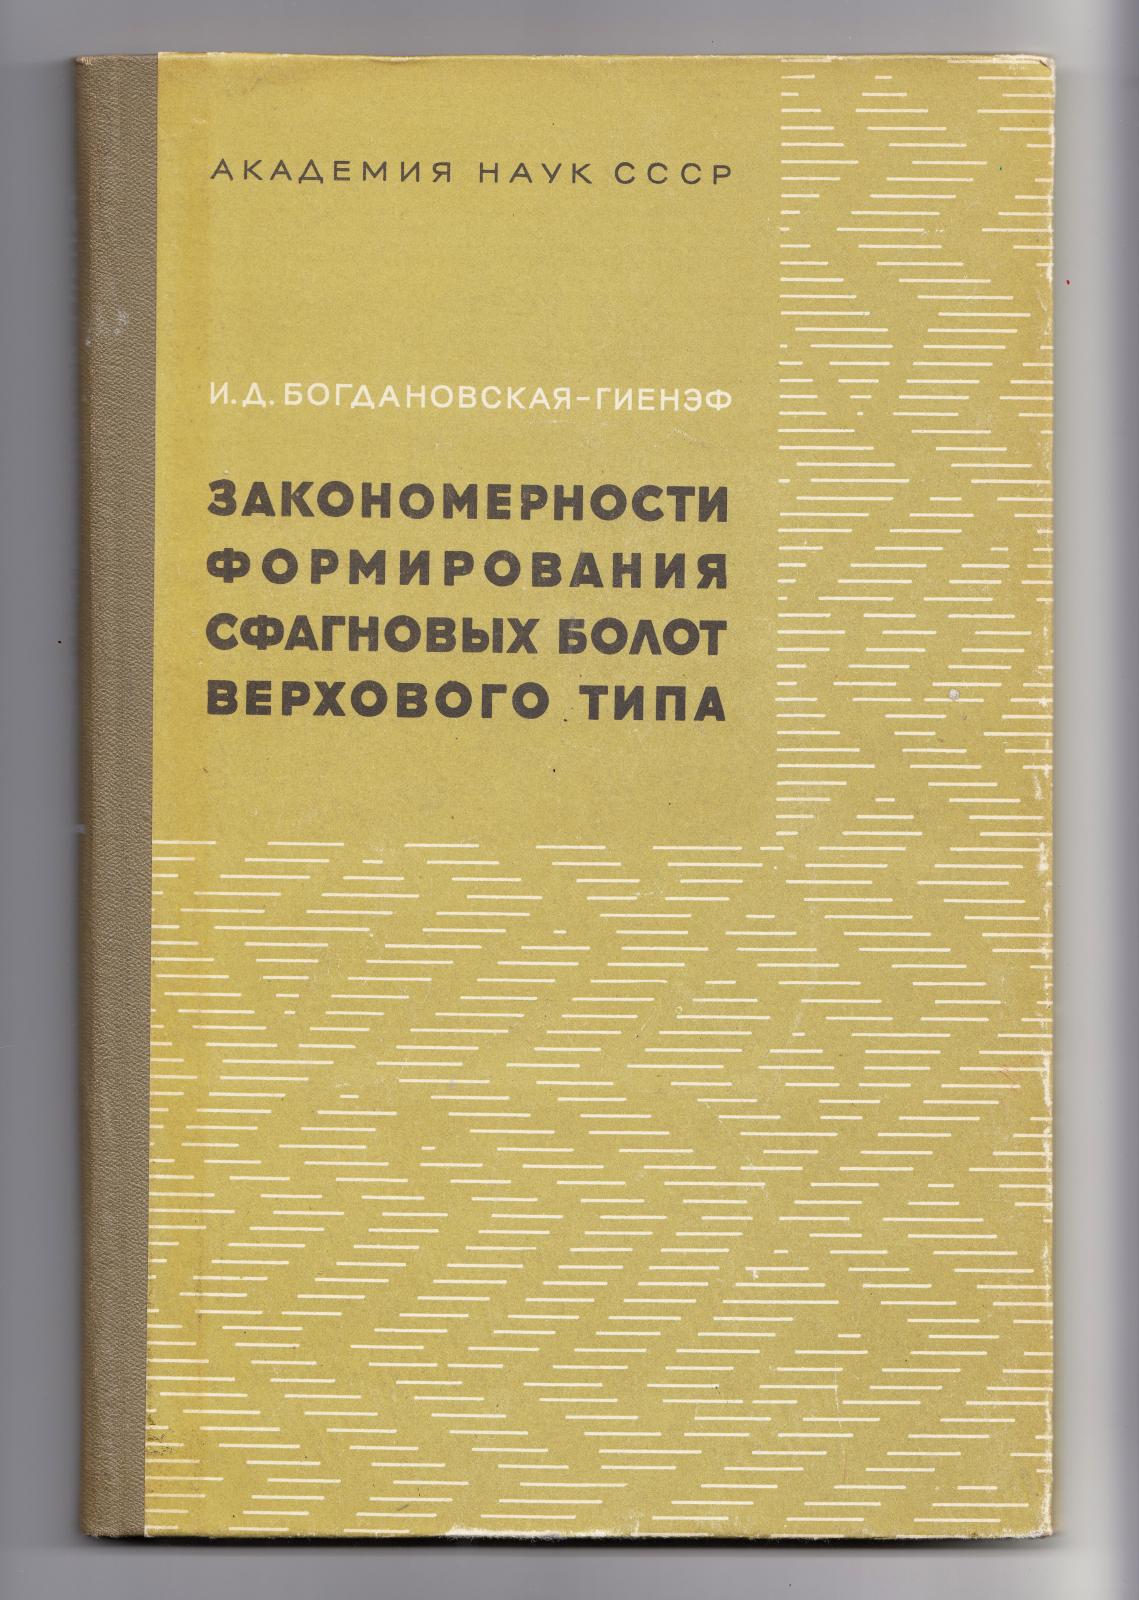 АКАДЕМИЯ НАУК СССР
И. Д. БОГДАНОВСКАЯ-ГИЕНЭФ
ЗАКОНОМЕРНОСТИ
ФОРМИРОВАНИЯ
СФАГНОВЫХ БОЛОТ
ВЕРХОВОГО ТИПА